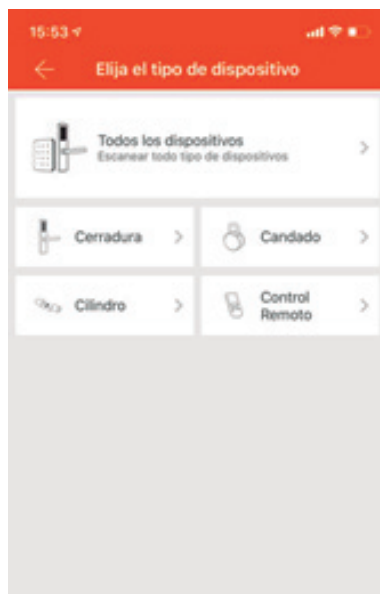 15:53
Elija el tipo de dispositivo
Todos los dispositivos
Escanear todo tipo de dispositivos
Cerradura
Candado
Cilindro
Control
Remoto